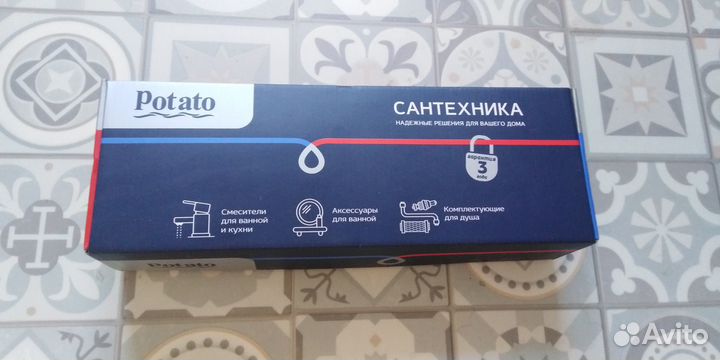 Potato
САНТЕХНИКА
НАДЕЖНЫЕ РЕШЕНИЯ ДЛЯ ВАШЕГО ДОМА
гарантия
3
года
Смесители
для ванной
и кухни
Аксессуары
для ванной
Комплектующие
для душа
Potato
Avito